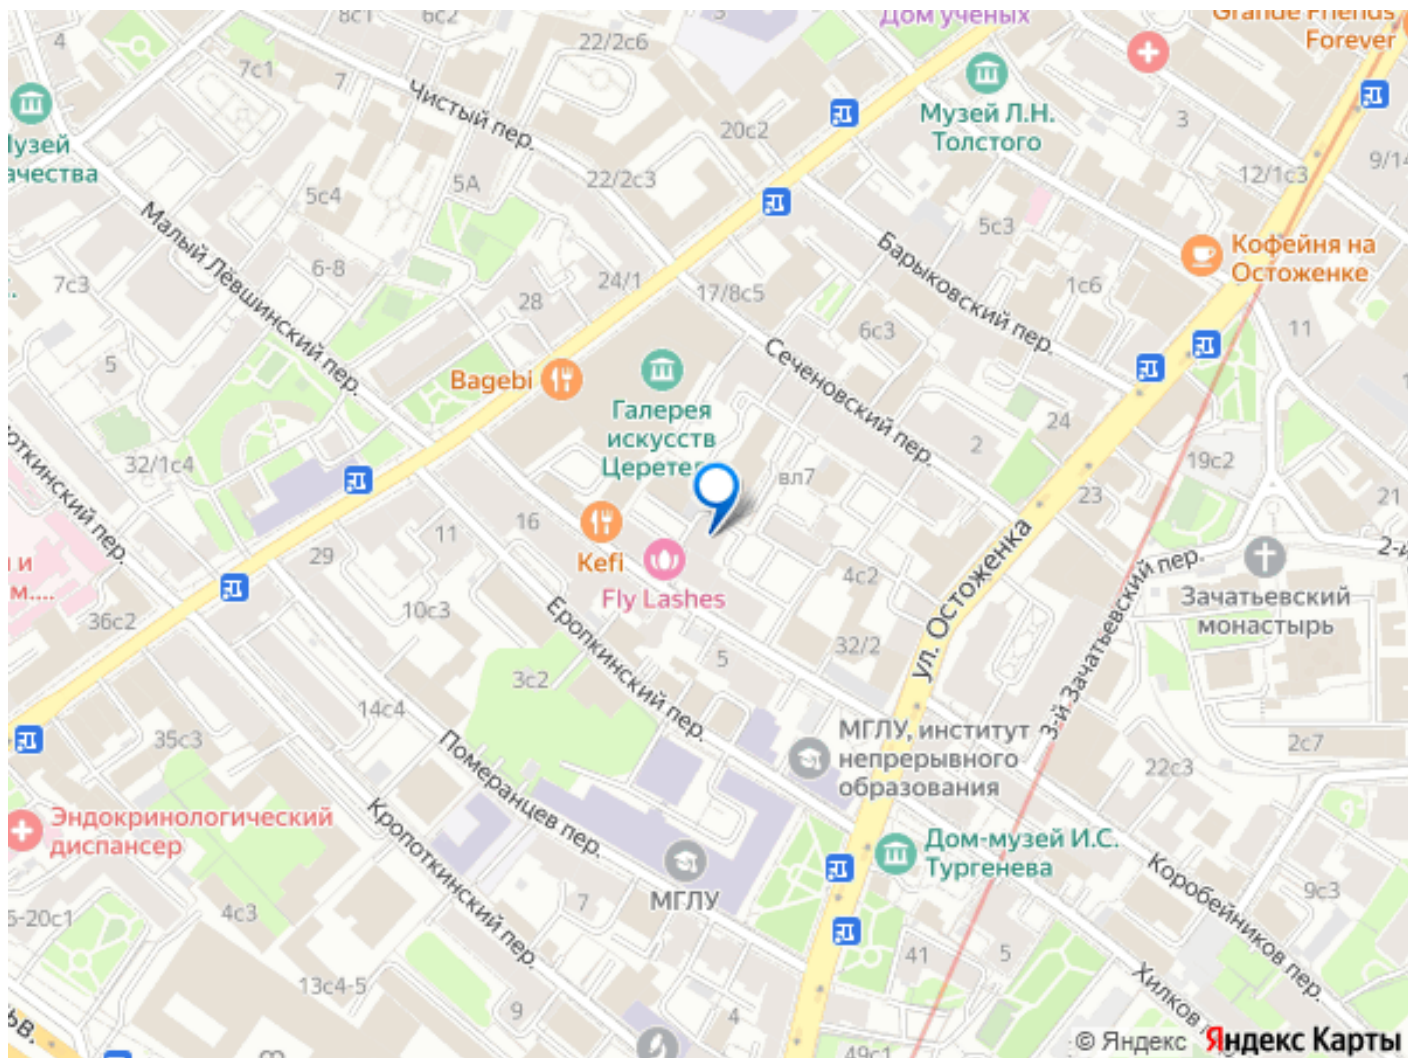 8с1
6с2
22/2с6
Дом учёных
Grande Friends
Forever
4
7с1
7
Чистый пер.
20с2
Музей Л.Н.
Толстого
3
9/14
12/1с3
5А
22/2с3
5с4
5с3
Малый Лёвшинский пер.
6-8
7с3
24/1
28
17/8с5
Барыковский пер.
1с6
Кофейня на
Остоженке
6с3
11
5
Bagebi
Галерея
искусств
Сеченовский пер.
24
2
32/1с4
вл7
19с2
23
21
16
11
29
Kefi
Fly Lashes
4с2
ул. Остоженка
3-й Зачатьевский пер.
Зачатьевский
монастырь
36с2
10с3
Еропкинский пер.
32/2
5
3с2
14с4
35с3
МГЛУ, институт
непрерывного
образования
2с7
22с3
Померанцев пер.
Эндокринологический
диспансер
Кропоткинский пер.
Дом-музей И.С.
Тургенева
МГЛУ
Коробейников пер.
9с3
7
4с3
41
5
Хилков
13с4-5
9
4
49с1
© Яндекс Яндекс Карты